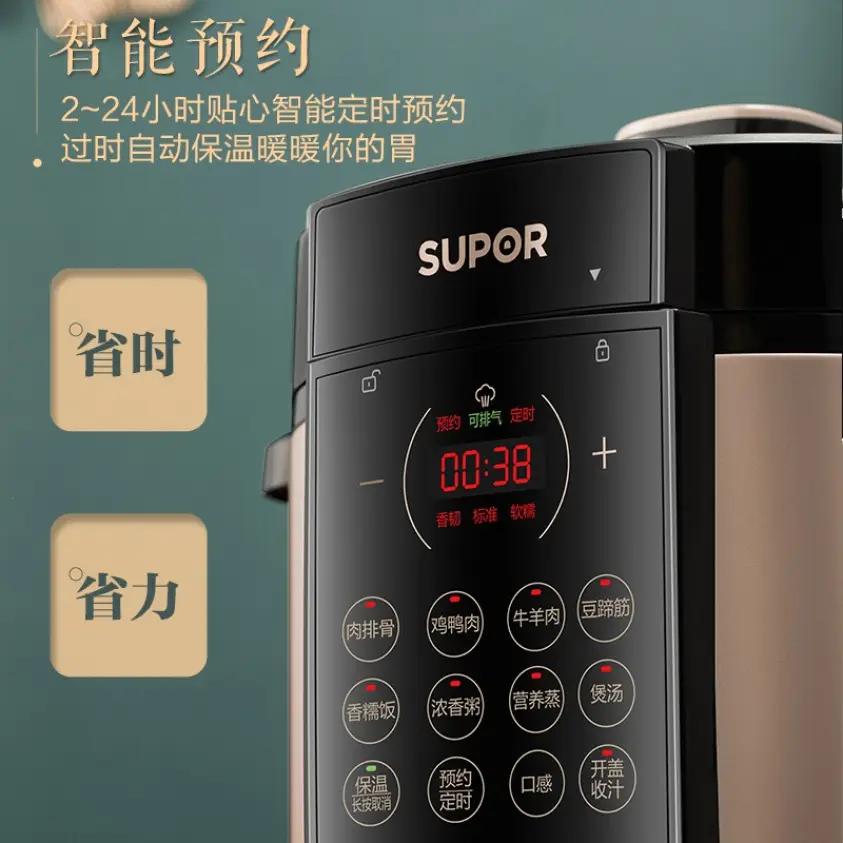 智能预约
2~24小时贴心智能定时预约
过时自动保温暖暖你的胃
SUPOR
省时
省力
预约 可排气 定时
00:38
香韧 标准 软糯
肉排骨 鸡鸭肉 牛羊肉 豆蹄筋
香糯饭 浓香粥 营养蒸 煲汤
保温 长按取消
预约 定时
口感
开盖 收汁